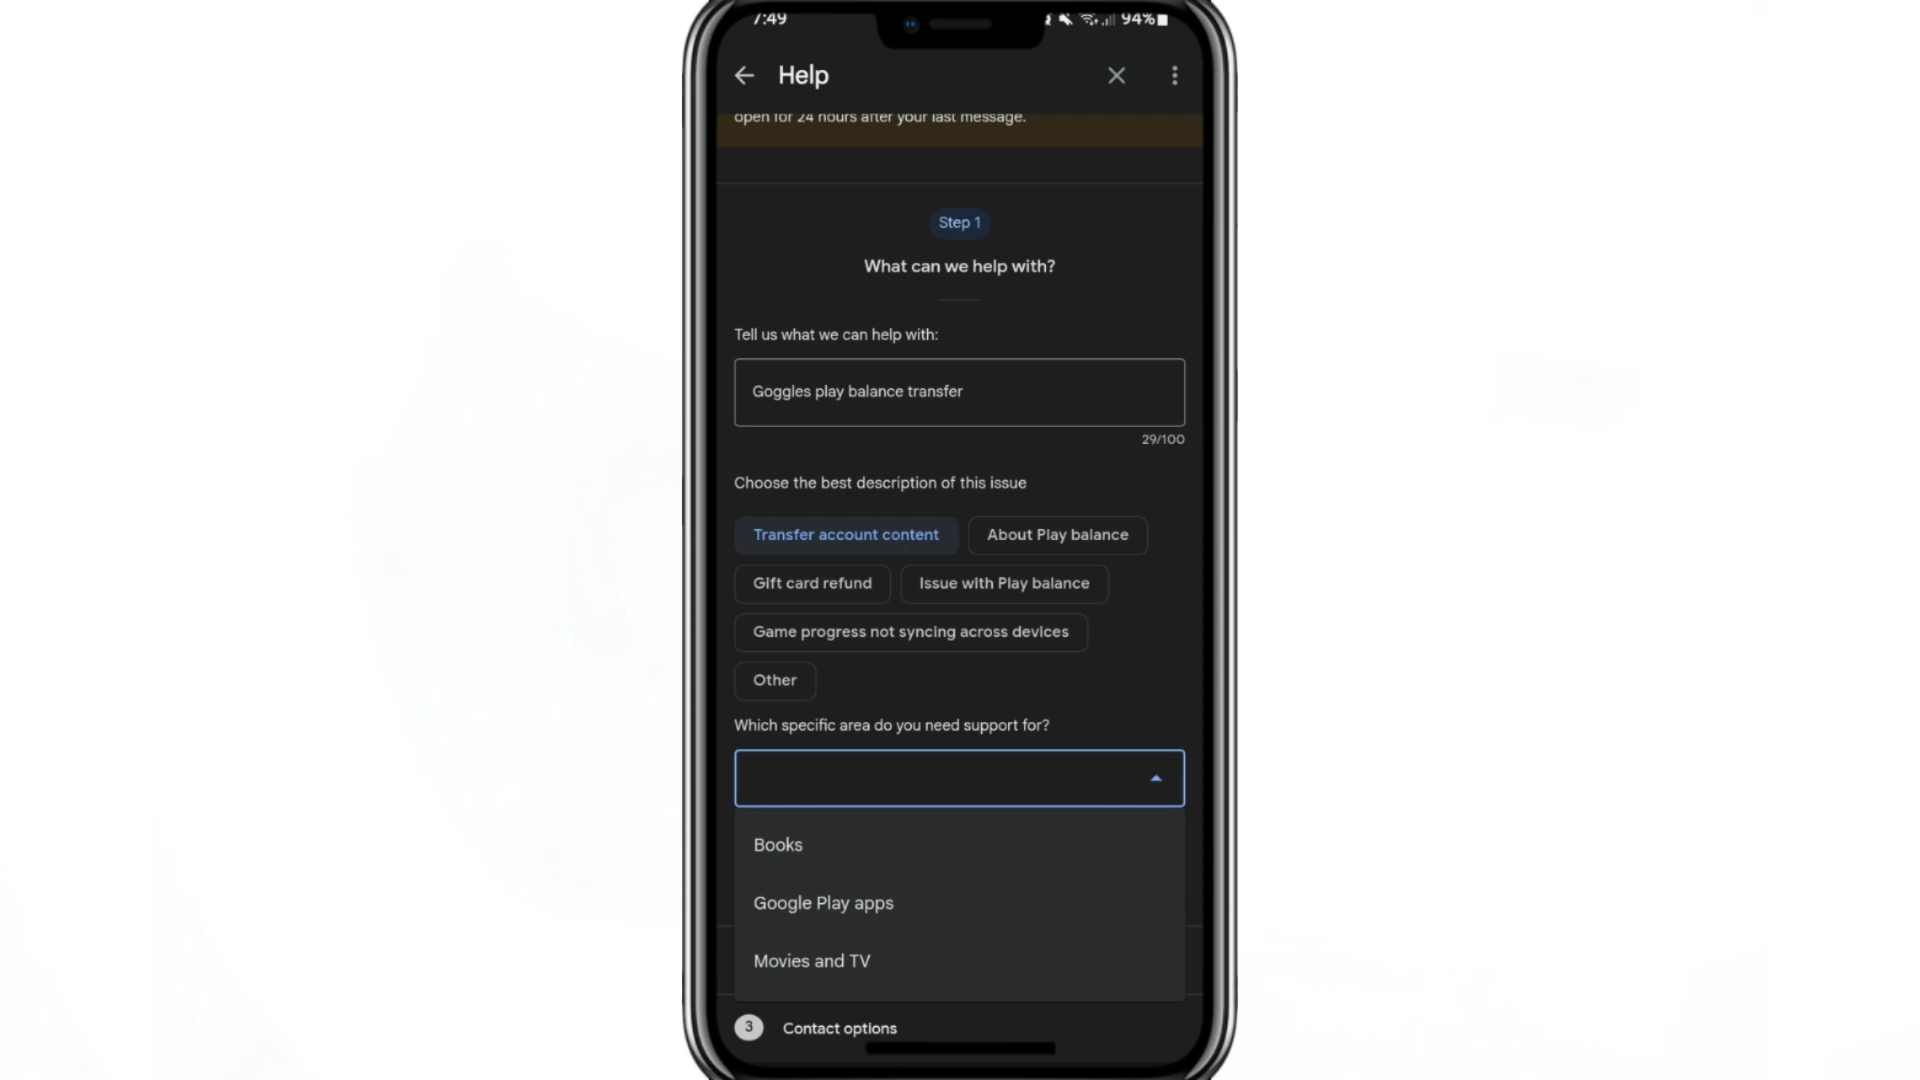 7:49
94%
Help
open for 24 hours after your last message.
Step 1
What can we help with?
Tell us what we can help with:
Goggles play balance transfer
29/100
Choose the best description of this issue
Transfer account content
About Play balance
Gift card refund
Issue with Play balance
Game progress not syncing across devices
Other
Which specific area do you need support for?
Books
Google Play apps
Movies and TV
3
Contact options